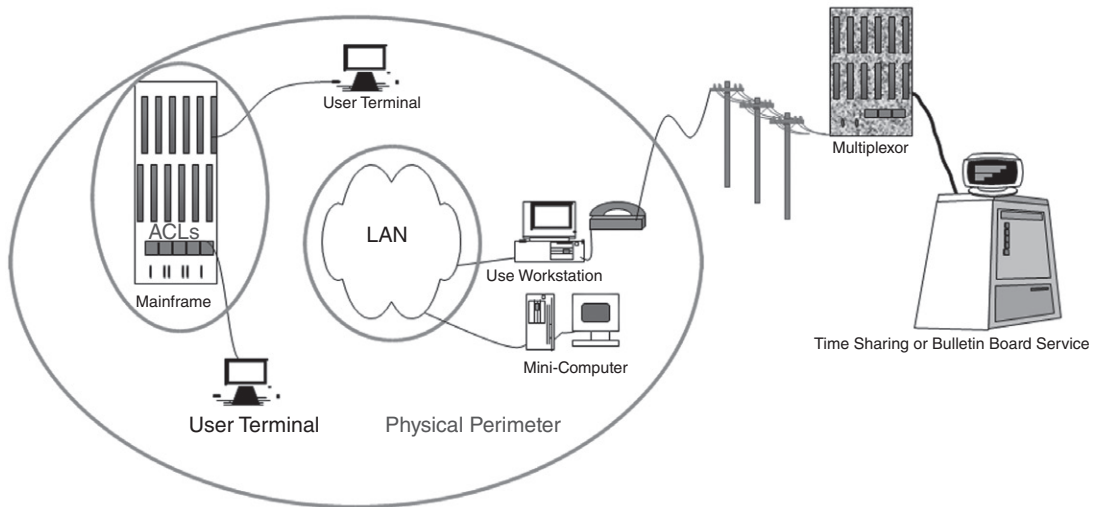 User Terminal
Multiplexor
ACLs
LAN
Use Workstation
Mainframe
Time Sharing or Bulletin Board Service
Mini-Computer
User Terminal
Physical Perimeter